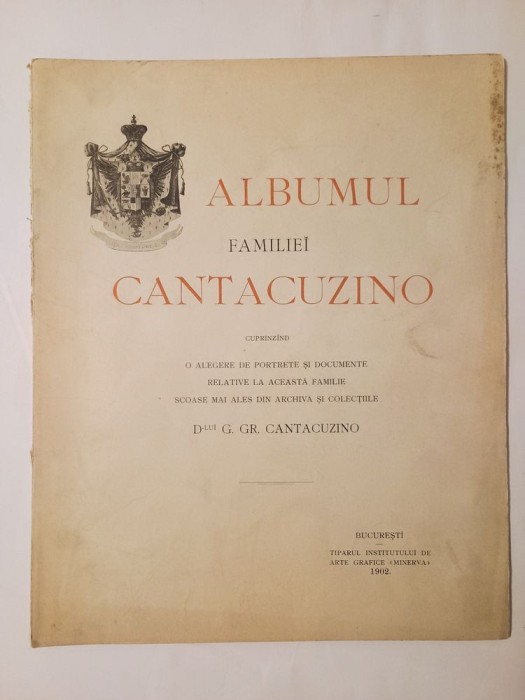 ALBUMUL
FAMILIEĬ
CANTACUZINO
CUPRINZÎND
O ALEGERE DE PORTRETE ȘI DOCUMENTE
RELATIVE LA ACEASTĂ FAMILIE
SCOASE MAI ALES DIN ARCHIVA ȘI COLECȚIILE
D-LUĬ G. GR. CANTACUZINO
BUCUREȘTĬ
TIPARUL INSTITUTULUI DE
ARTE GRAFICE «MINERVA»
1902.